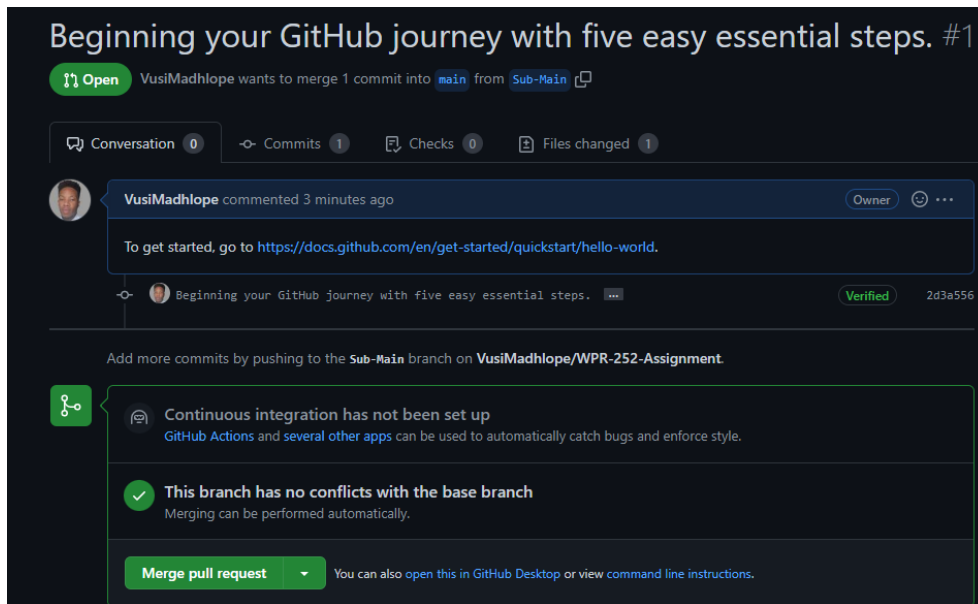 Beginning your GitHub journey with five easy essential steps. #1
Open VusiMadhlope wants to merge 1 commit into main from Sub-Main
Conversation 0 Commits 1 Checks 0 Files changed 1
VusiMadhlope commented 3 minutes ago Owner ...
To get started, go to https://docs.github.com/en/get-started/quickstart/hello-world.
Beginning your GitHub journey with five easy essential steps. ... Verified 2d3a556
Add more commits by pushing to the Sub-Main branch on VusiMadhlope/WPR-252-Assignment.
Continuous integration has not been set up
GitHub Actions and several other apps can be used to automatically catch bugs and enforce style.
This branch has no conflicts with the base branch
Merging can be performed automatically.
Merge pull request You can also open this in GitHub Desktop or view command line instructions.